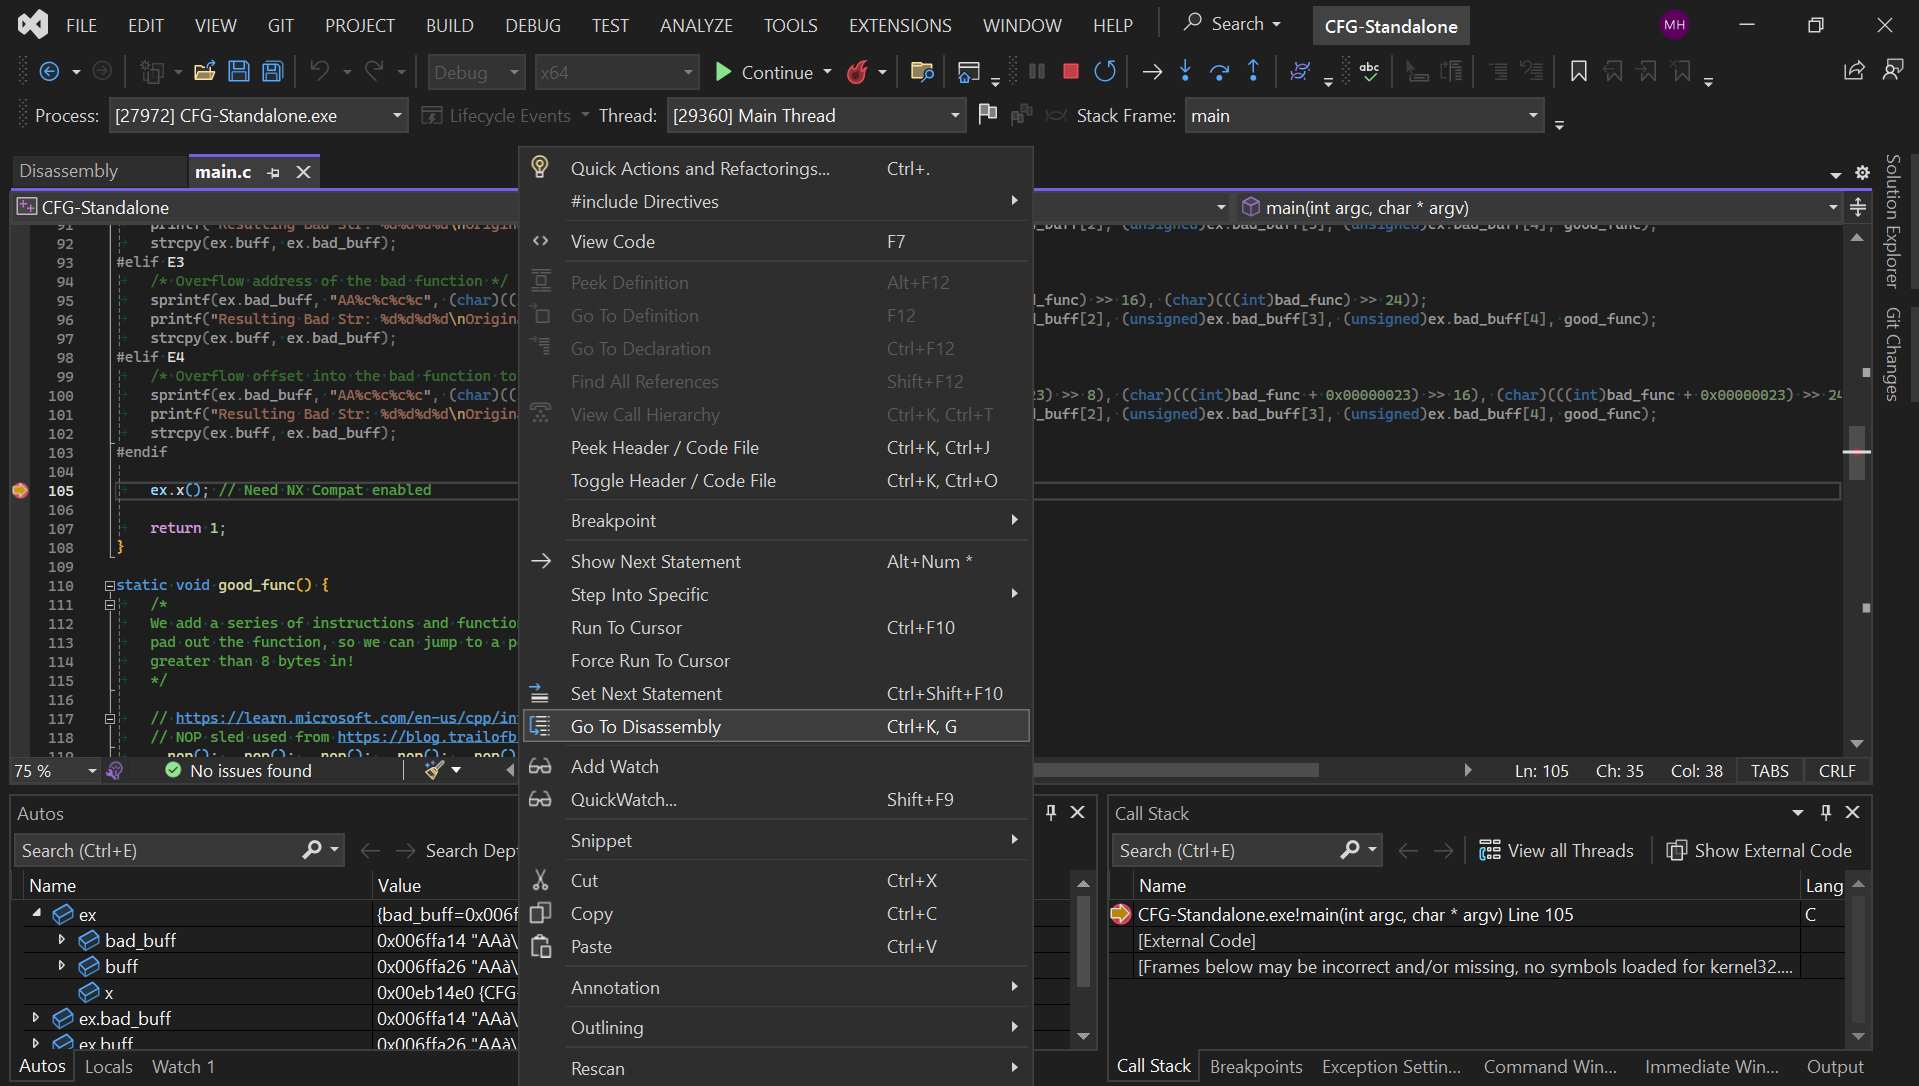 FILE EDIT VIEW GIT PROJECT BUILD DEBUG TEST ANALYZE TOOLS EXTENSIONS WINDOW HELP Search CFG-Standalone MH
Debug x64 Continue abc
Process: [27972] CFG-Standalone.exe Lifecycle Events Thread: [29360] Main Thread Stack Frame: main
Disassembly main.c
CFG-Standalone main(int argc, char * argv)
Solution Explorer
Git Changes
92 strcpy(ex.buff, ex.bad_buff);
93 #elif E3
94 /* Overflow address of the bad function */
95 sprintf(ex.bad_buff, "AA%c%c%c%c", (char)(( _func) >> 16), (char)(((int)bad_func) >> 24));
96 printf("Resulting Bad Str: %d%d%d%d\nOrigin d_buff[2], (unsigned)ex.bad_buff[3], (unsigned)ex.bad_buff[4], good_func);
97 strcpy(ex.buff, ex.bad_buff);
98 #elif E4
99 /* Overflow offset into the bad function to
100 sprintf(ex.bad_buff, "AA%c%c%c%c", (char)(( 23) >> 8), (char)(((int)bad_func + 0x00000023) >> 16), (char)(((int)bad_func + 0x00000023) >> 24
101 printf("Resulting Bad Str: %d%d%d%d\nOrigin d_buff[2], (unsigned)ex.bad_buff[3], (unsigned)ex.bad_buff[4], good_func);
102 strcpy(ex.buff, ex.bad_buff);
103 #endif
104
105 ex.x(); // Need NX Compat enabled
106
107 return 1;
108 }
109
110 static void good_func() {
111 /*
112 We add a series of instructions and functio
113 pad out the function, so we can jump to a p
114 greater than 8 bytes in!
115 */
116
117 // https://learn.microsoft.com/en-us/cpp/in
118 // NOP sled used from https://blog.trailofb
75 % No issues found Ln: 105 Ch: 35 Col: 38 TABS CRLF
Quick Actions and Refactorings... Ctrl+.
#include Directives
View Code F7
Peek Definition Alt+F12
Go To Definition F12
Go To Declaration Ctrl+F12
Find All References Shift+F12
View Call Hierarchy Ctrl+K, Ctrl+T
Peek Header / Code File Ctrl+K, Ctrl+J
Toggle Header / Code File Ctrl+K, Ctrl+O
Breakpoint
Show Next Statement Alt+Num *
Step Into Specific
Run To Cursor Ctrl+F10
Force Run To Cursor
Set Next Statement Ctrl+Shift+F10
Go To Disassembly Ctrl+K, G
Add Watch
QuickWatch... Shift+F9
Snippet
Cut Ctrl+X
Copy Ctrl+C
Paste Ctrl+V
Annotation
Outlining
Rescan
Autos
Search (Ctrl+E) Search Dep
Name Value
ex {bad_buff=0x006f
bad_buff 0x006ffa14 "AAà\
buff 0x006ffa26 "AAà\
x 0x00eb14e0 {CFG-
ex.bad_buff 0x006ffa14 "AAà\
ex.buff 0x006ffa26 "AAà\
Autos Locals Watch 1
Call Stack
Search (Ctrl+E) View all Threads Show External Code
Name Lang
CFG-Standalone.exe!main(int argc, char * argv) Line 105 C
[External Code]
[Frames below may be incorrect and/or missing, no symbols loaded for kernel32....
Call Stack Breakpoints Exception Settin... Command Win... Immediate Win... Output